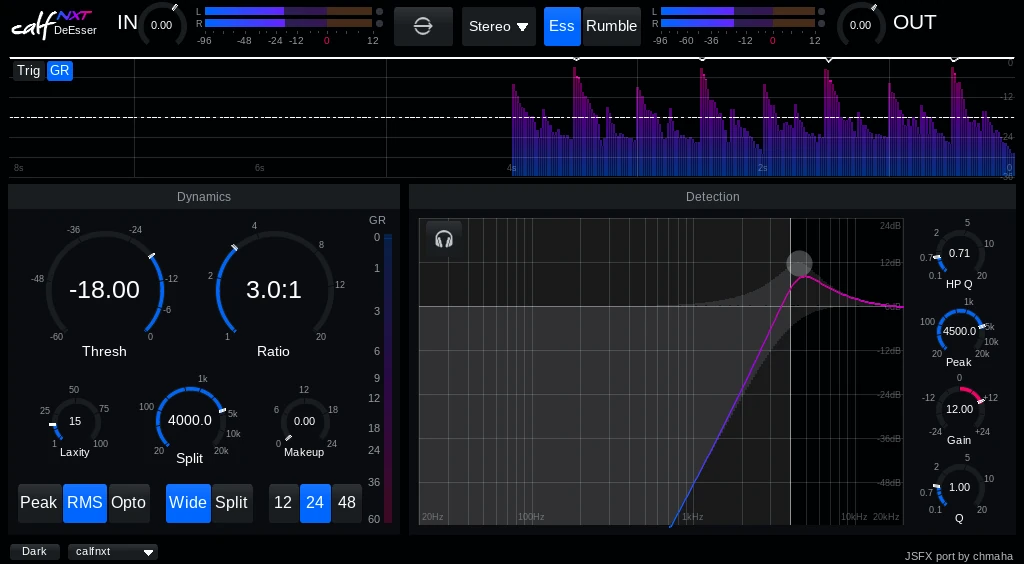 calf NXT DeEsser
IN 0.00
L
R
-96 -48 -24 -12 0 12
Stereo
Ess Rumble
L
R
-96 -60 -36 -12 0 12
0.00 OUT
Trig GR
0
-12
-24
-36
8s 6s 4s 2s 0
Dynamics
-60 -48 -36 -24 -12 -6 0
-18.00
Thresh
1 2 4 8 12 20
3.0:1
Ratio
1 25 50 75 100
15
Laxity
20 100 1k 5k 10k 20k
4000.0
Split
0 6 12 18 24
0.00
Makeup
Peak RMS Opto
Wide Split
12 24 48
GR
0
1
3
6
9
12
18
24
36
60
Detection
24dB
12dB
0dB
-12dB
-24dB
-36dB
-48dB
20Hz 100Hz 1kHz 10kHz 20kHz
0.1 0.7 2 5 10 20
0.71
HP Q
20 100 1k 5k 10k 20k
4500.0
Peak
-24 -12 0 +12 +24
12.00
Gain
0.1 0.7 2 5 10 20
1.00
Q
Dark calfnxt
JSFX port by chmaha